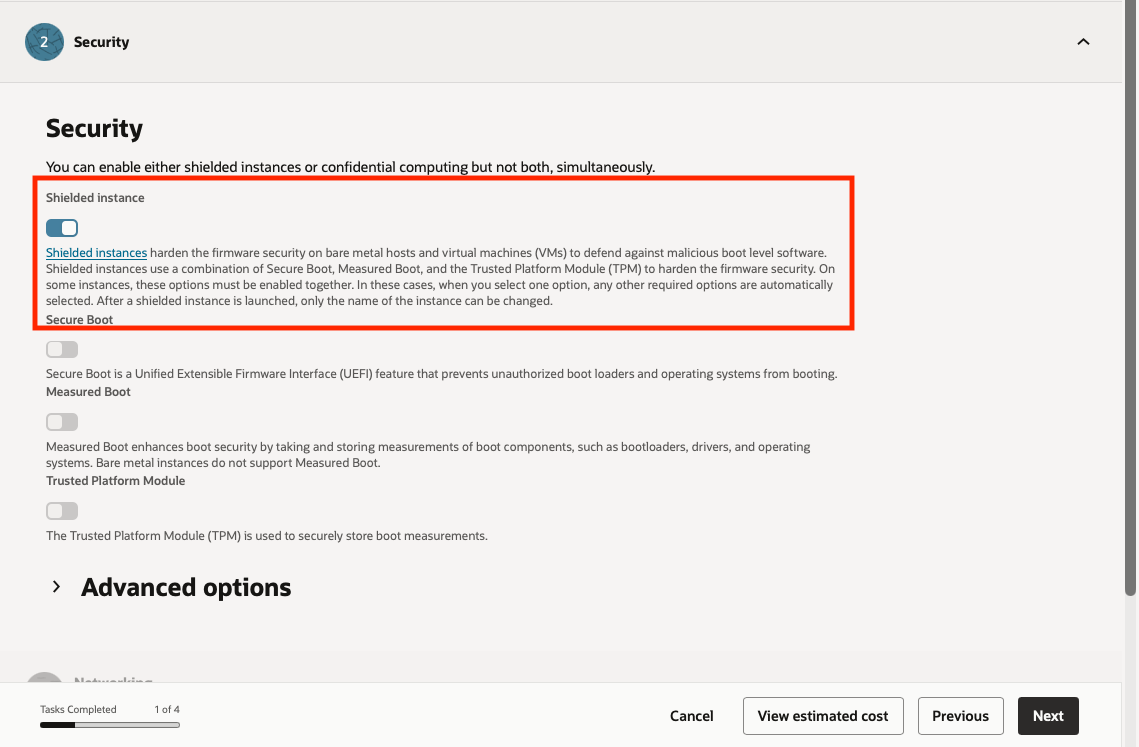 2 Security
Security
You can enable either shielded instances or confidential computing but not both, simultaneously.
Shielded instance
Shielded instances harden the firmware security on bare metal hosts and virtual machines (VMs) to defend against malicious boot level software.
Shielded instances use a combination of Secure Boot, Measured Boot, and the Trusted Platform Module (TPM) to harden the firmware security. On
some instances, these options must be enabled together. In these cases, when you select one option, any other required options are automatically
selected. After a shielded instance is launched, only the name of the instance can be changed.
Secure Boot
Secure Boot is a Unified Extensible Firmware Interface (UEFI) feature that prevents unauthorized boot loaders and operating systems from booting.
Measured Boot
Measured Boot enhances boot security by taking and storing measurements of boot components, such as bootloaders, drivers, and operating
systems. Bare metal instances do not support Measured Boot.
Trusted Platform Module
The Trusted Platform Module (TPM) is used to securely store boot measurements.
Advanced options
Networking
Tasks Completed 1 of 4
Cancel View estimated cost Previous Next